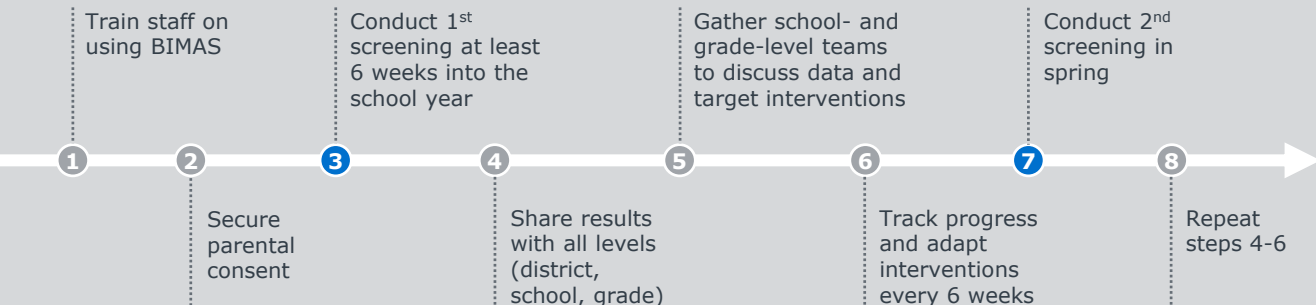 Train staff on
using BIMAS
Conduct 1st
screening at least
6 weeks into the
school year
Gather school- and
grade-level teams
to discuss data and
target interventions
Conduct 2nd
screening in
spring
1
2
3
4
5
6
7
8
Secure
parental
consent
Share results
with all levels
(district,
school, grade)
Track progress
and adapt
interventions
every 6 weeks
Repeat
steps 4-6